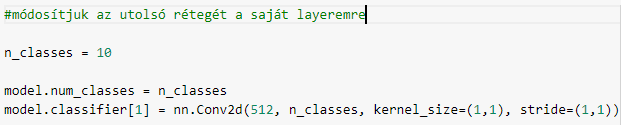 #módosítjuk az utolsó rétegét a saját layeremre
n_classes = 10
model.num_classes = n_classes
model.classifier[1] = nn.Conv2d(512, n_classes, kernel_size=(1,1), stride=(1,1))